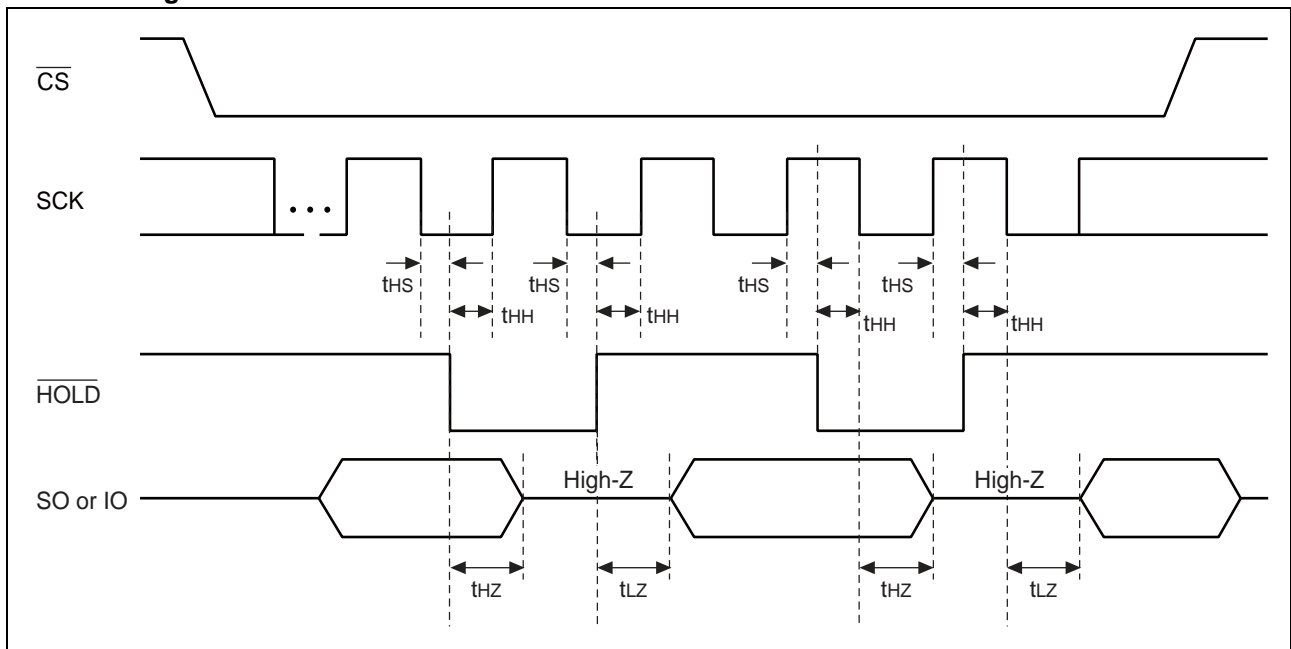 CS
SCK
...
tHS
tHS
tHS
tHS
tHH
tHH
tHH
tHH
HOLD
High-Z
High-Z
SO or IO
tHZ
tLZ
tHZ
tLZ